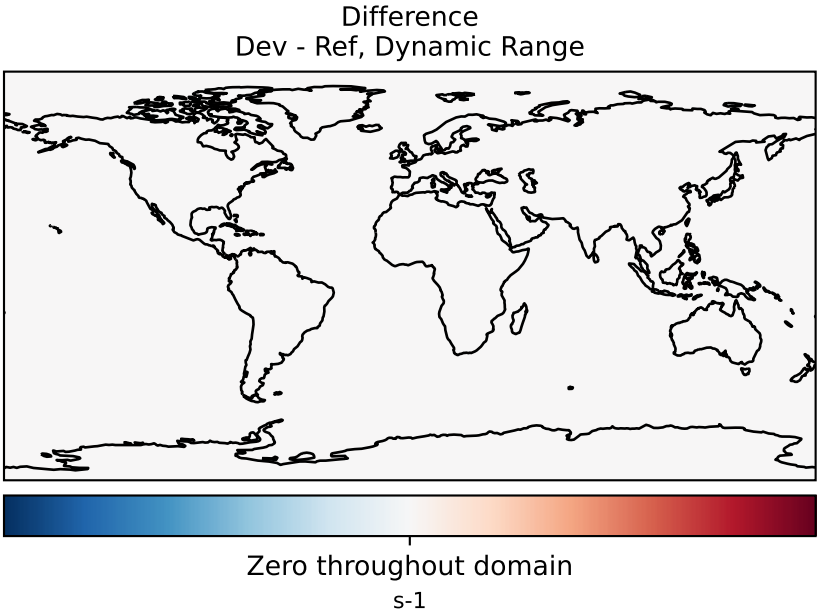 Difference
Dev - Ref, Dynamic Range
Zero throughout domain
s-1